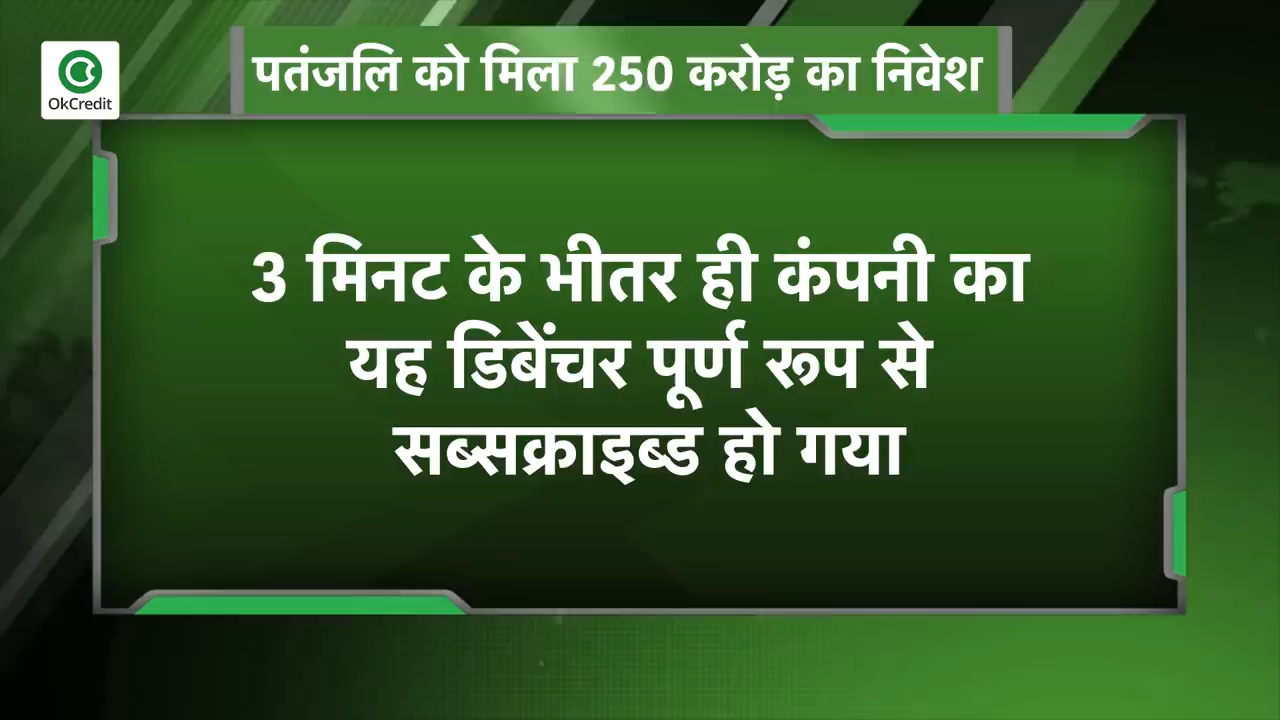 OkCredit
पतंजलि को मिला 250 करोड़ का निवेश
3 मिनट के भीतर ही कंपनी का
यह डिबेंचर पूर्ण रूप से
सब्सक्राइब्ड हो गया